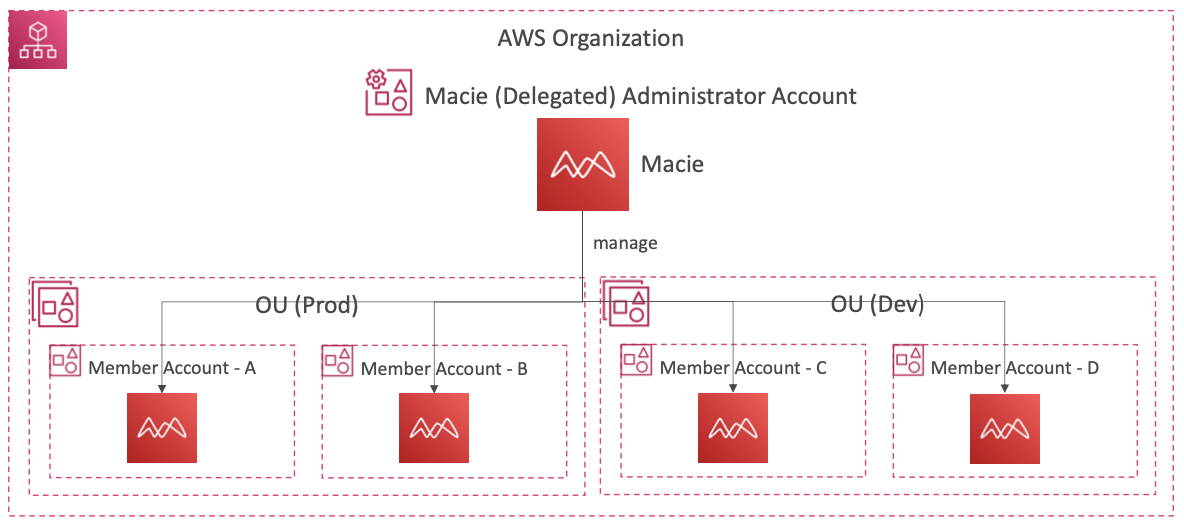 AWS Organization
Macie (Delegated) Administrator Account
Macie
manage
OU (Prod)
OU (Dev)
Member Account - A
Member Account - B
Member Account - C
Member Account - D